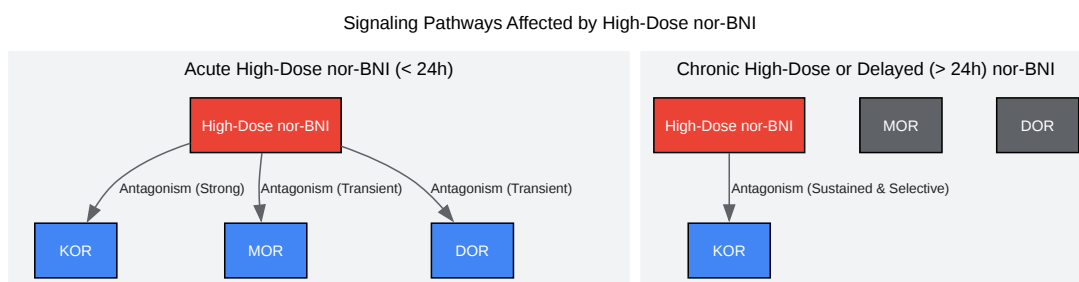 Signaling Pathways Affected by High-Dose nor-BNI
Acute High-Dose nor-BNI (< 24h)
High-Dose nor-BNI
Antagonism (Strong)
Antagonism (Transient)
Antagonism (Transient)
KOR
MOR
DOR
Chronic High-Dose or Delayed (> 24h) nor-BNI
High-Dose nor-BNI
MOR
DOR
Antagonism (Sustained & Selective)
KOR